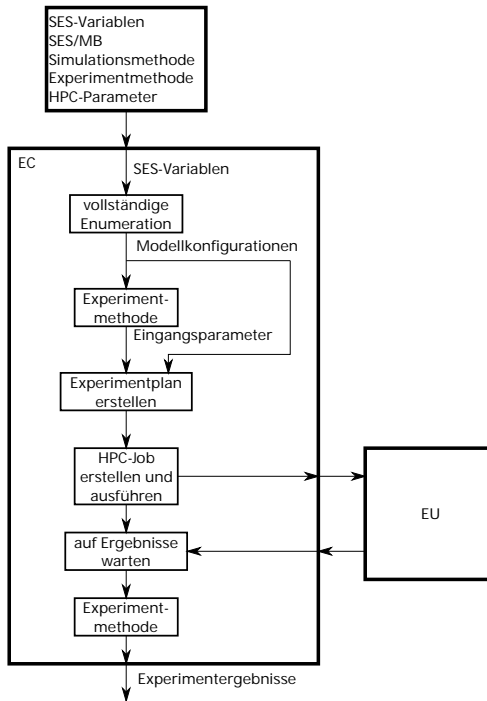 SES-Variablen
SES/MB
Simulationsmethode
Experimentmethode
HPC-Parameter
EC
SES-Variablen
vollständige
Enumeration
Modellkonfigurationen
Experiment-
methode
Eingangsparameter
Experimentplan
erstellen
HPC-Job
erstellen und
ausführen
EU
auf Ergebnisse
warten
Experiment-
methode
Experimentergebnisse